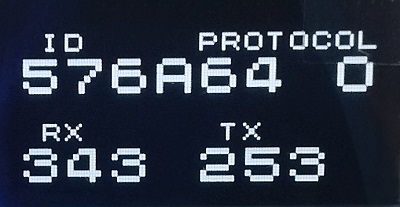 ID PROTOCOL
576A64 0
RX TX
343 253